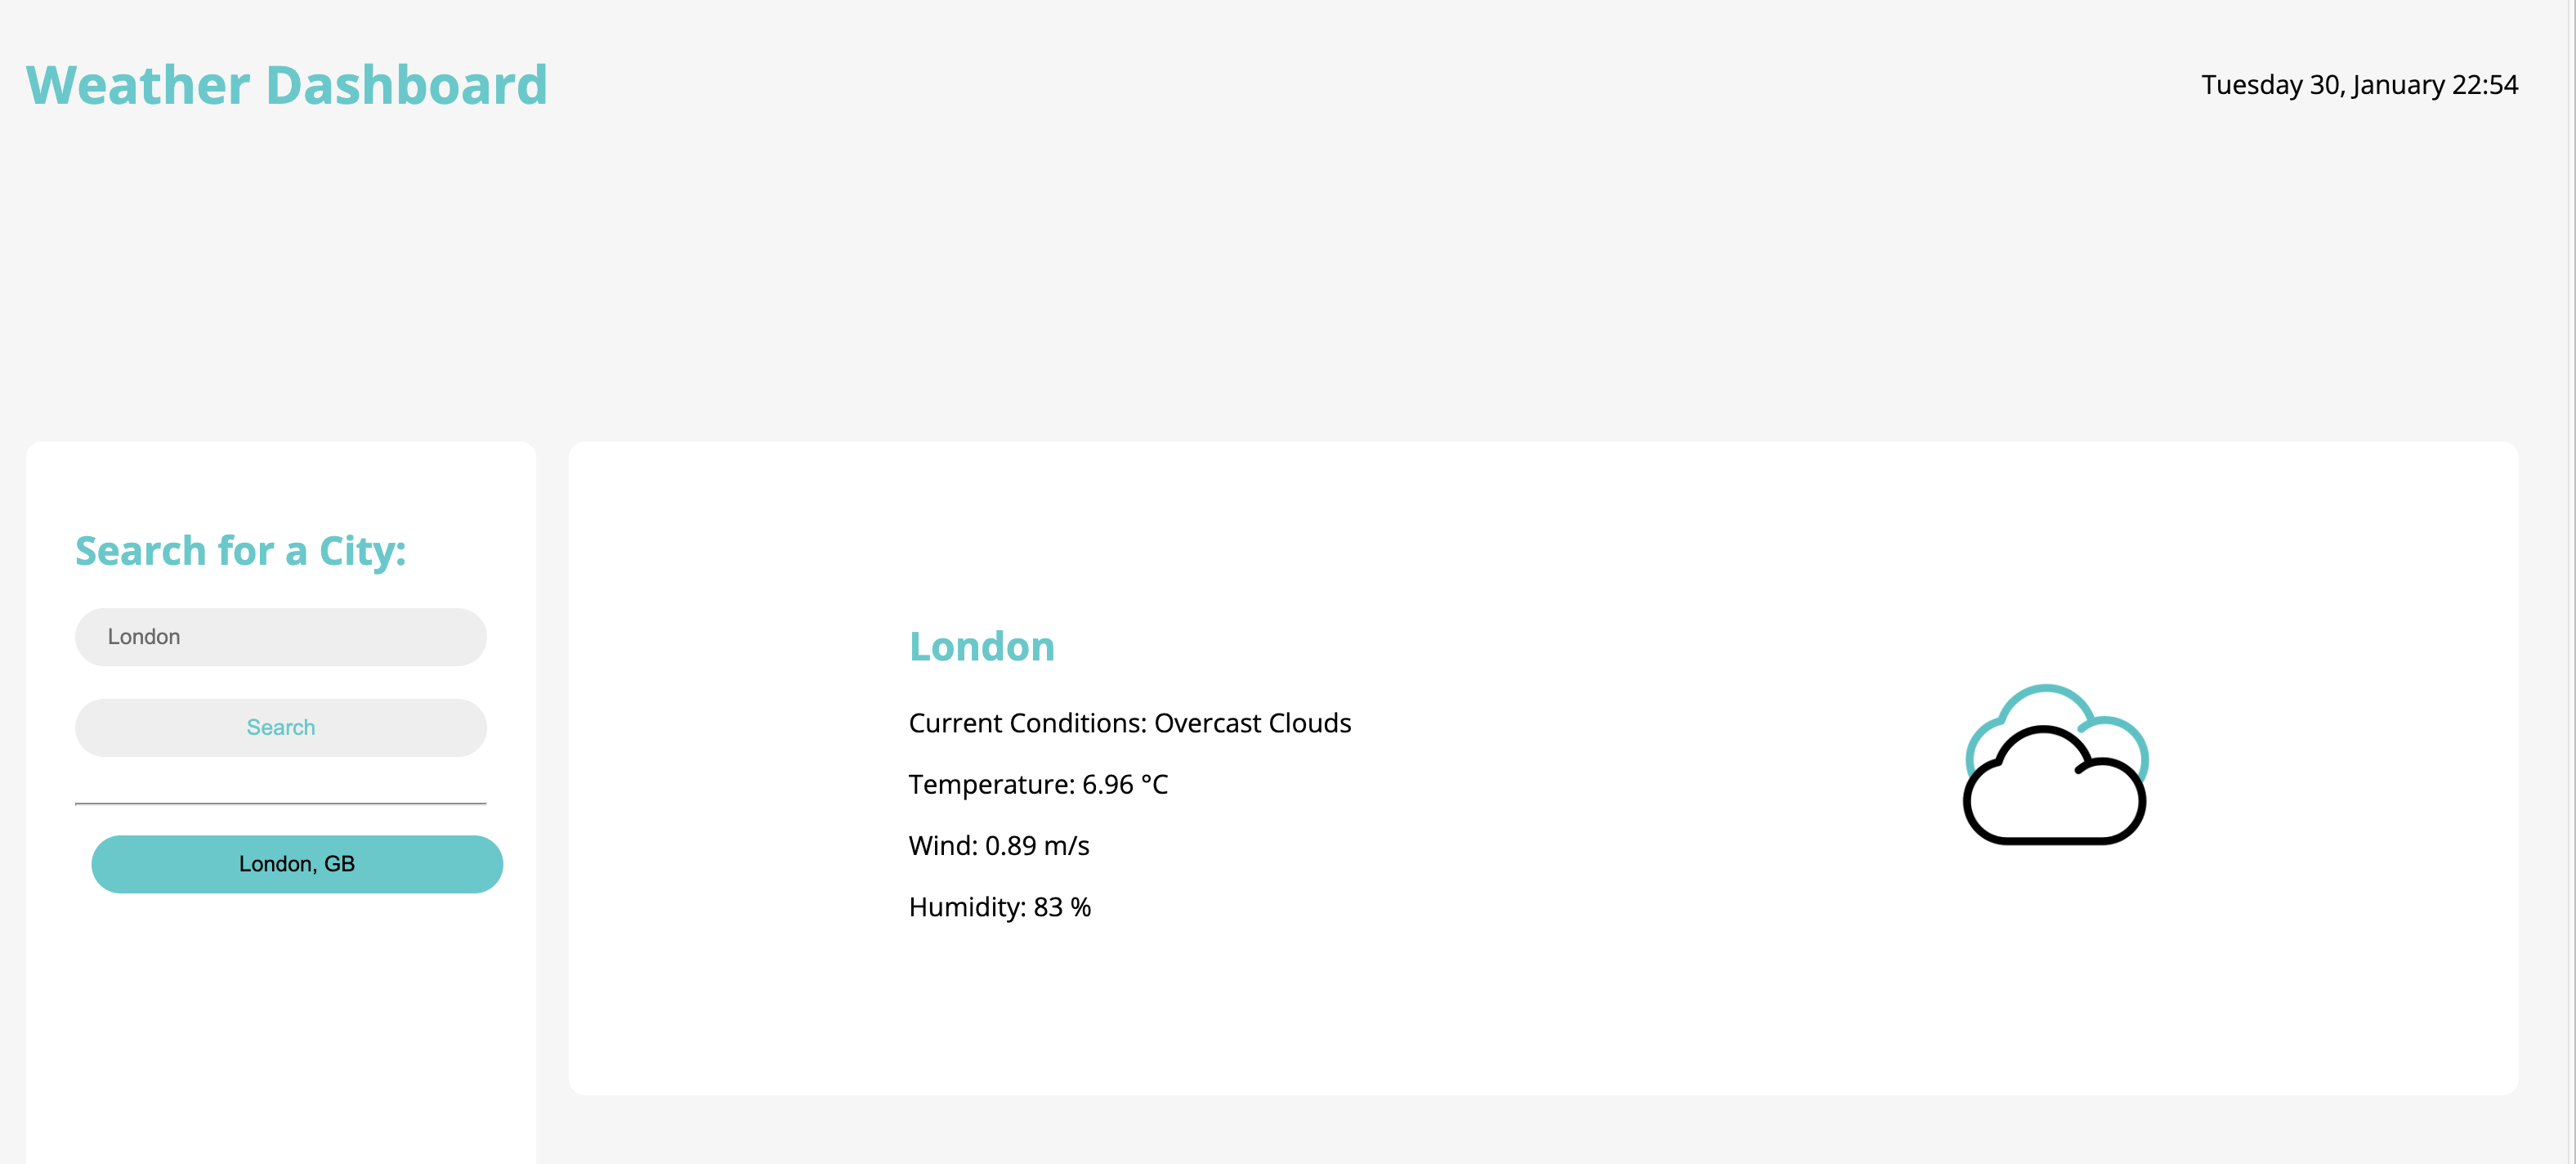 Weather Dashboard
Tuesday 30, January 22:54
Search for a City:
London
Search
London, GB
London
Current Conditions: Overcast Clouds
Temperature: 6.96 °C
Wind: 0.89 m/s
Humidity: 83 %